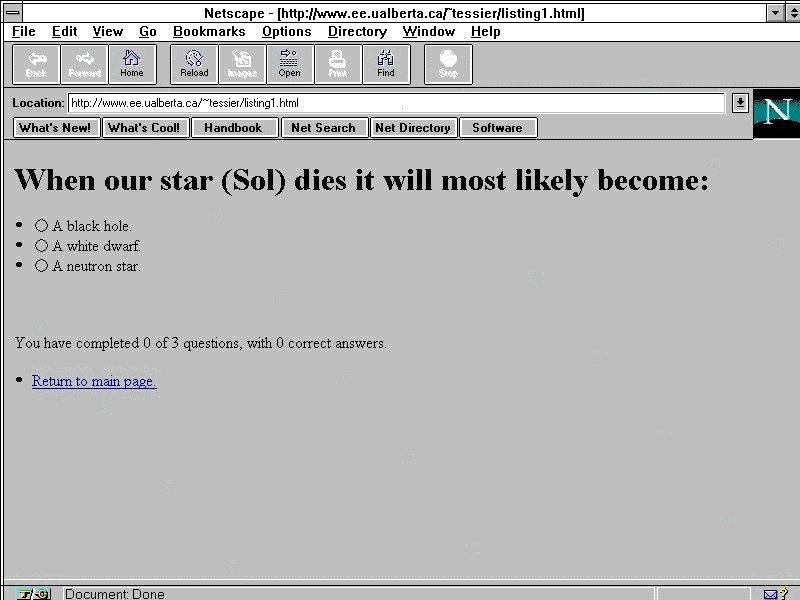 Netscape - [http://www.ee.ualberta.ca/~tessier/listing1.html]
File Edit View Go Bookmarks Options Directory Window Help
Back Forward Home Reload Images Open Print Find Stop
Location: http://www.ee.ualberta.ca/~tessier/listing1.html
N
What's New! What's Cool! Handbook Net Search Net Directory Software
When our star (Sol) dies it will most likely become:
A black hole.
A white dwarf.
A neutron star.
You have completed 0 of 3 questions, with 0 correct answers.
Return to main page.
Document: Done
?